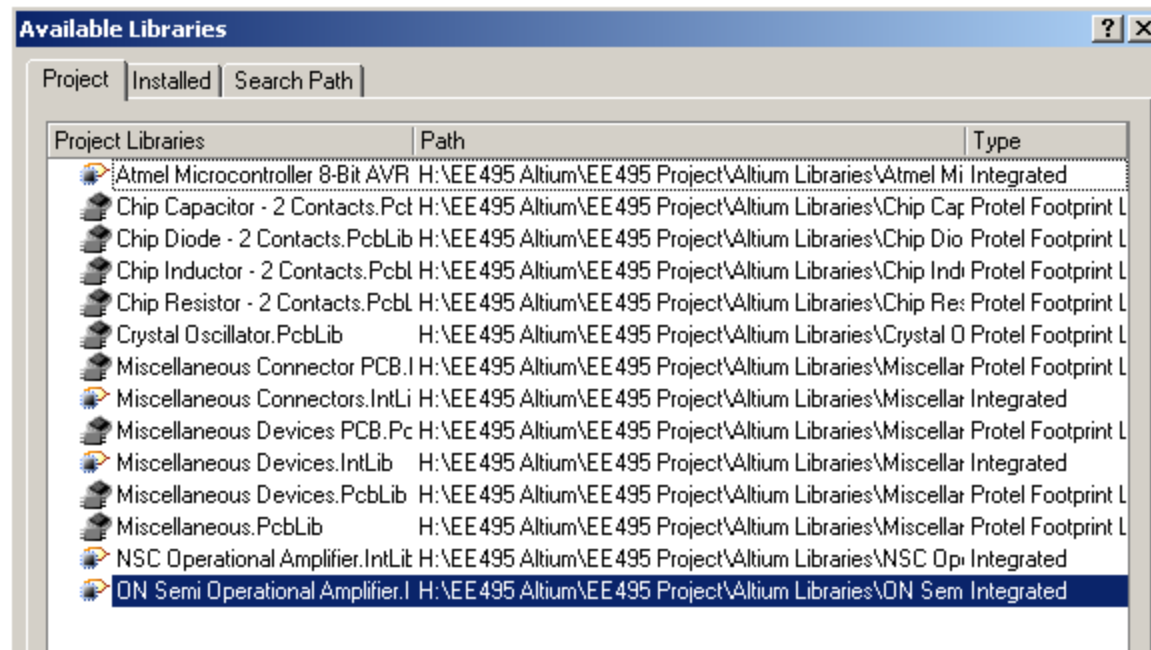 Available Libraries
Project Installed Search Path
Project Libraries Path Type
Atmel Microcontroller 8-Bit AVR H:\EE495 Altium\EE495 Project\Altium Libraries\Atmel Mi Integrated
Chip Capacitor - 2 Contacts.Pcb H:\EE495 Altium\EE495 Project\Altium Libraries\Chip Cap Protel Footprint L
Chip Diode - 2 Contacts.PcbLib H:\EE495 Altium\EE495 Project\Altium Libraries\Chip Dio Protel Footprint L
Chip Inductor - 2 Contacts.PcbL H:\EE495 Altium\EE495 Project\Altium Libraries\Chip Indu Protel Footprint L
Chip Resistor - 2 Contacts.PcbL H:\EE495 Altium\EE495 Project\Altium Libraries\Chip Res Protel Footprint L
Crystal Oscillator.PcbLib H:\EE495 Altium\EE495 Project\Altium Libraries\Crystal O Protel Footprint L
Miscellaneous Connector PCB.I H:\EE495 Altium\EE495 Project\Altium Libraries\Miscellar Protel Footprint L
Miscellaneous Connectors.IntLi H:\EE495 Altium\EE495 Project\Altium Libraries\Miscellar Integrated
Miscellaneous Devices PCB.Pc H:\EE495 Altium\EE495 Project\Altium Libraries\Miscellar Protel Footprint L
Miscellaneous Devices.IntLib H:\EE495 Altium\EE495 Project\Altium Libraries\Miscellar Integrated
Miscellaneous Devices.PcbLib H:\EE495 Altium\EE495 Project\Altium Libraries\Miscellar Protel Footprint L
Miscellaneous.PcbLib H:\EE495 Altium\EE495 Project\Altium Libraries\Miscellar Protel Footprint L
NSC Operational Amplifier.IntLib H:\EE495 Altium\EE495 Project\Altium Libraries\NSC Op Integrated
ON Semi Operational Amplifier.I H:\EE495 Altium\EE495 Project\Altium Libraries\ON Sem Integrated